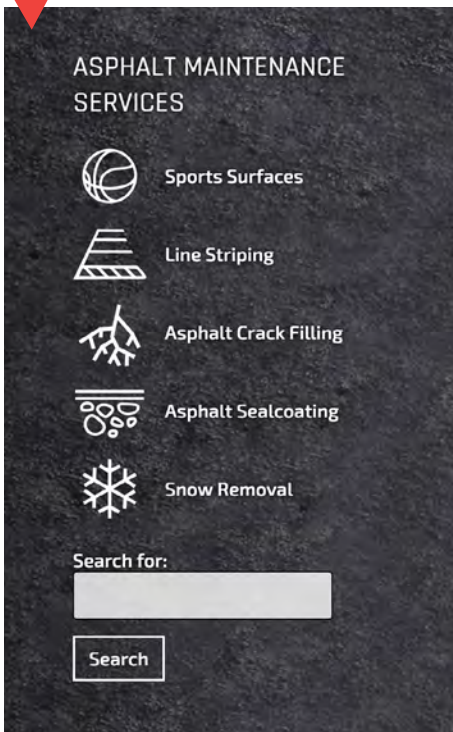 ASPHALT MAINTENANCE
SERVICES
Sports Surfaces
Line Striping
Asphalt Crack Filling
Asphalt Sealcoating
Snow Removal
Search for:
Search